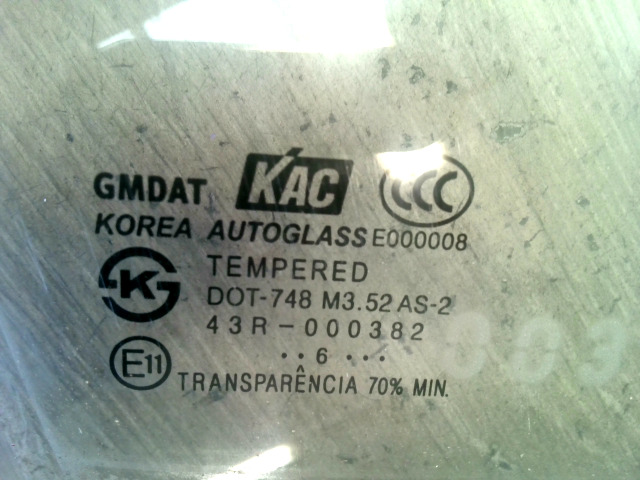 GMDAT KAC CCC
KOREA AUTOGLASS E000008
K TEMPERED
DOT-748 M3.52 AS-2
43R-000382
E11 ··6 ···
TRANSPARÊNCIA 70% MIN.
003